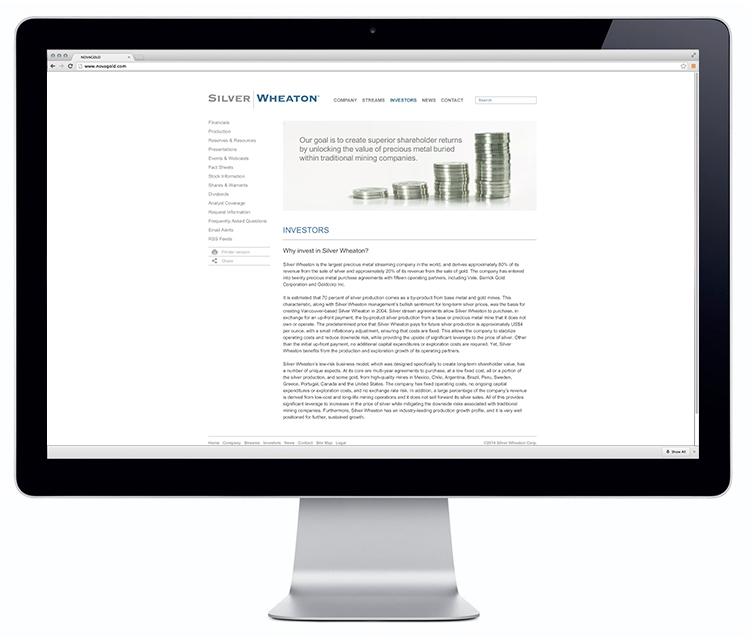 NOVAGOLD
www.novagold.com
SILVER WHEATON
COMPANY STREAMS INVESTORS NEWS CONTACT
Search
Financials
Production
Reserves & Resources
Presentations
Events & Webcasts
Fact Sheets
Stock Information
Shares & Warrants
Dividends
Analyst Coverage
Request Information
Frequently Asked Questions
Email Alerts
RSS Feeds
Printer version
Share
Our goal is to create superior shareholder returns
by unlocking the value of precious metal buried
within traditional mining companies.
INVESTORS
Why invest in Silver Wheaton?
Silver Wheaton is the largest precious metal streaming company in the world, and derives approximately 80% of its
revenue from the sale of silver and approximately 20% of its revenue from the sale of gold. The company has entered
into twenty precious metal purchase agreements with fifteen operating partners, including Vale, Barrick Gold
Corporation and Goldcorp Inc.
It is estimated that 70 percent of silver production comes as a by-product from base metal and gold mines. This
characteristic, along with Silver Wheaton management's bullish sentiment for long-term silver prices, was the basis for
creating Vancouver-based Silver Wheaton in 2004. Silver stream agreements allow Silver Wheaton to purchase, in
exchange for an up-front payment, the by-product silver production from a base or precious metal mine that it does not
own or operate. The predetermined price that Silver Wheaton pays for future silver production is approximately US$4
per ounce, with a small inflationary adjustment, ensuring that costs are fixed. This allows the company to stabilize
operating costs and reduce downside risk, while providing the upside of significant leverage to the price of silver. Other
than the initial up-front payment, no additional capital expenditures or exploration costs are required. Yet, Silver
Wheaton benefits from the production and exploration growth of its operating partners.
Silver Wheaton's low-risk business model, which was designed specifically to create long-term shareholder value, has
a number of unique aspects. At its core are multi-year agreements to purchase, at a low fixed cost, all or a portion of
the silver production, and some gold, from high-quality mines in Mexico, Chile, Argentina, Brazil, Peru, Sweden,
Greece, Portugal, Canada and the United States. The company has fixed operating costs, no ongoing capital
expenditures or exploration costs, and no exchange rate risk. In addition, a large percentage of the company's revenue
is derived from low-cost and long-life mining operations and it does not sell forward its silver sales. All of this provides
significant leverage to increases in the price of silver while mitigating the downside risks associated with traditional
mining companies. Furthermore, Silver Wheaton has an industry-leading production growth profile, and it is very well
positioned for further, sustained growth.
Home Company Streams Investors News Contact Site Map Legal
©2014 Silver Wheaton Corp.
Show All